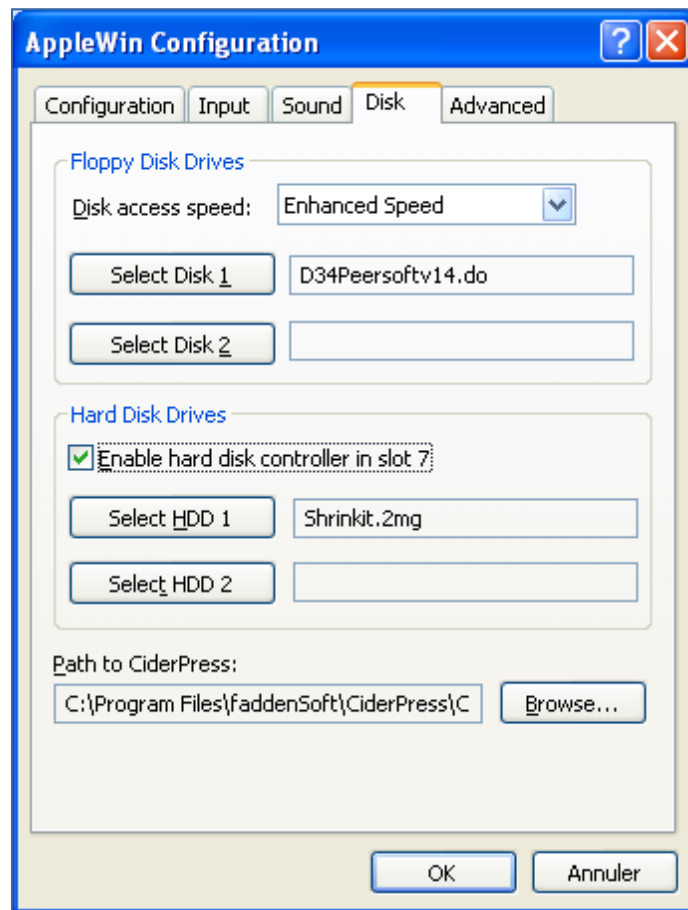 AppleWin Configuration
Configuration Input Sound Disk Advanced
Floppy Disk Drives
Disk access speed: Enhanced Speed
Select Disk 1 D34Peersoftv14.do
Select Disk 2
Hard Disk Drives
Enable hard disk controller in slot 7
Select HDD 1 Shrinkit.2mg
Select HDD 2
Path to CiderPress:
C:\Program Files\faddenSoft\CiderPress\C Browse...
OK Annuler